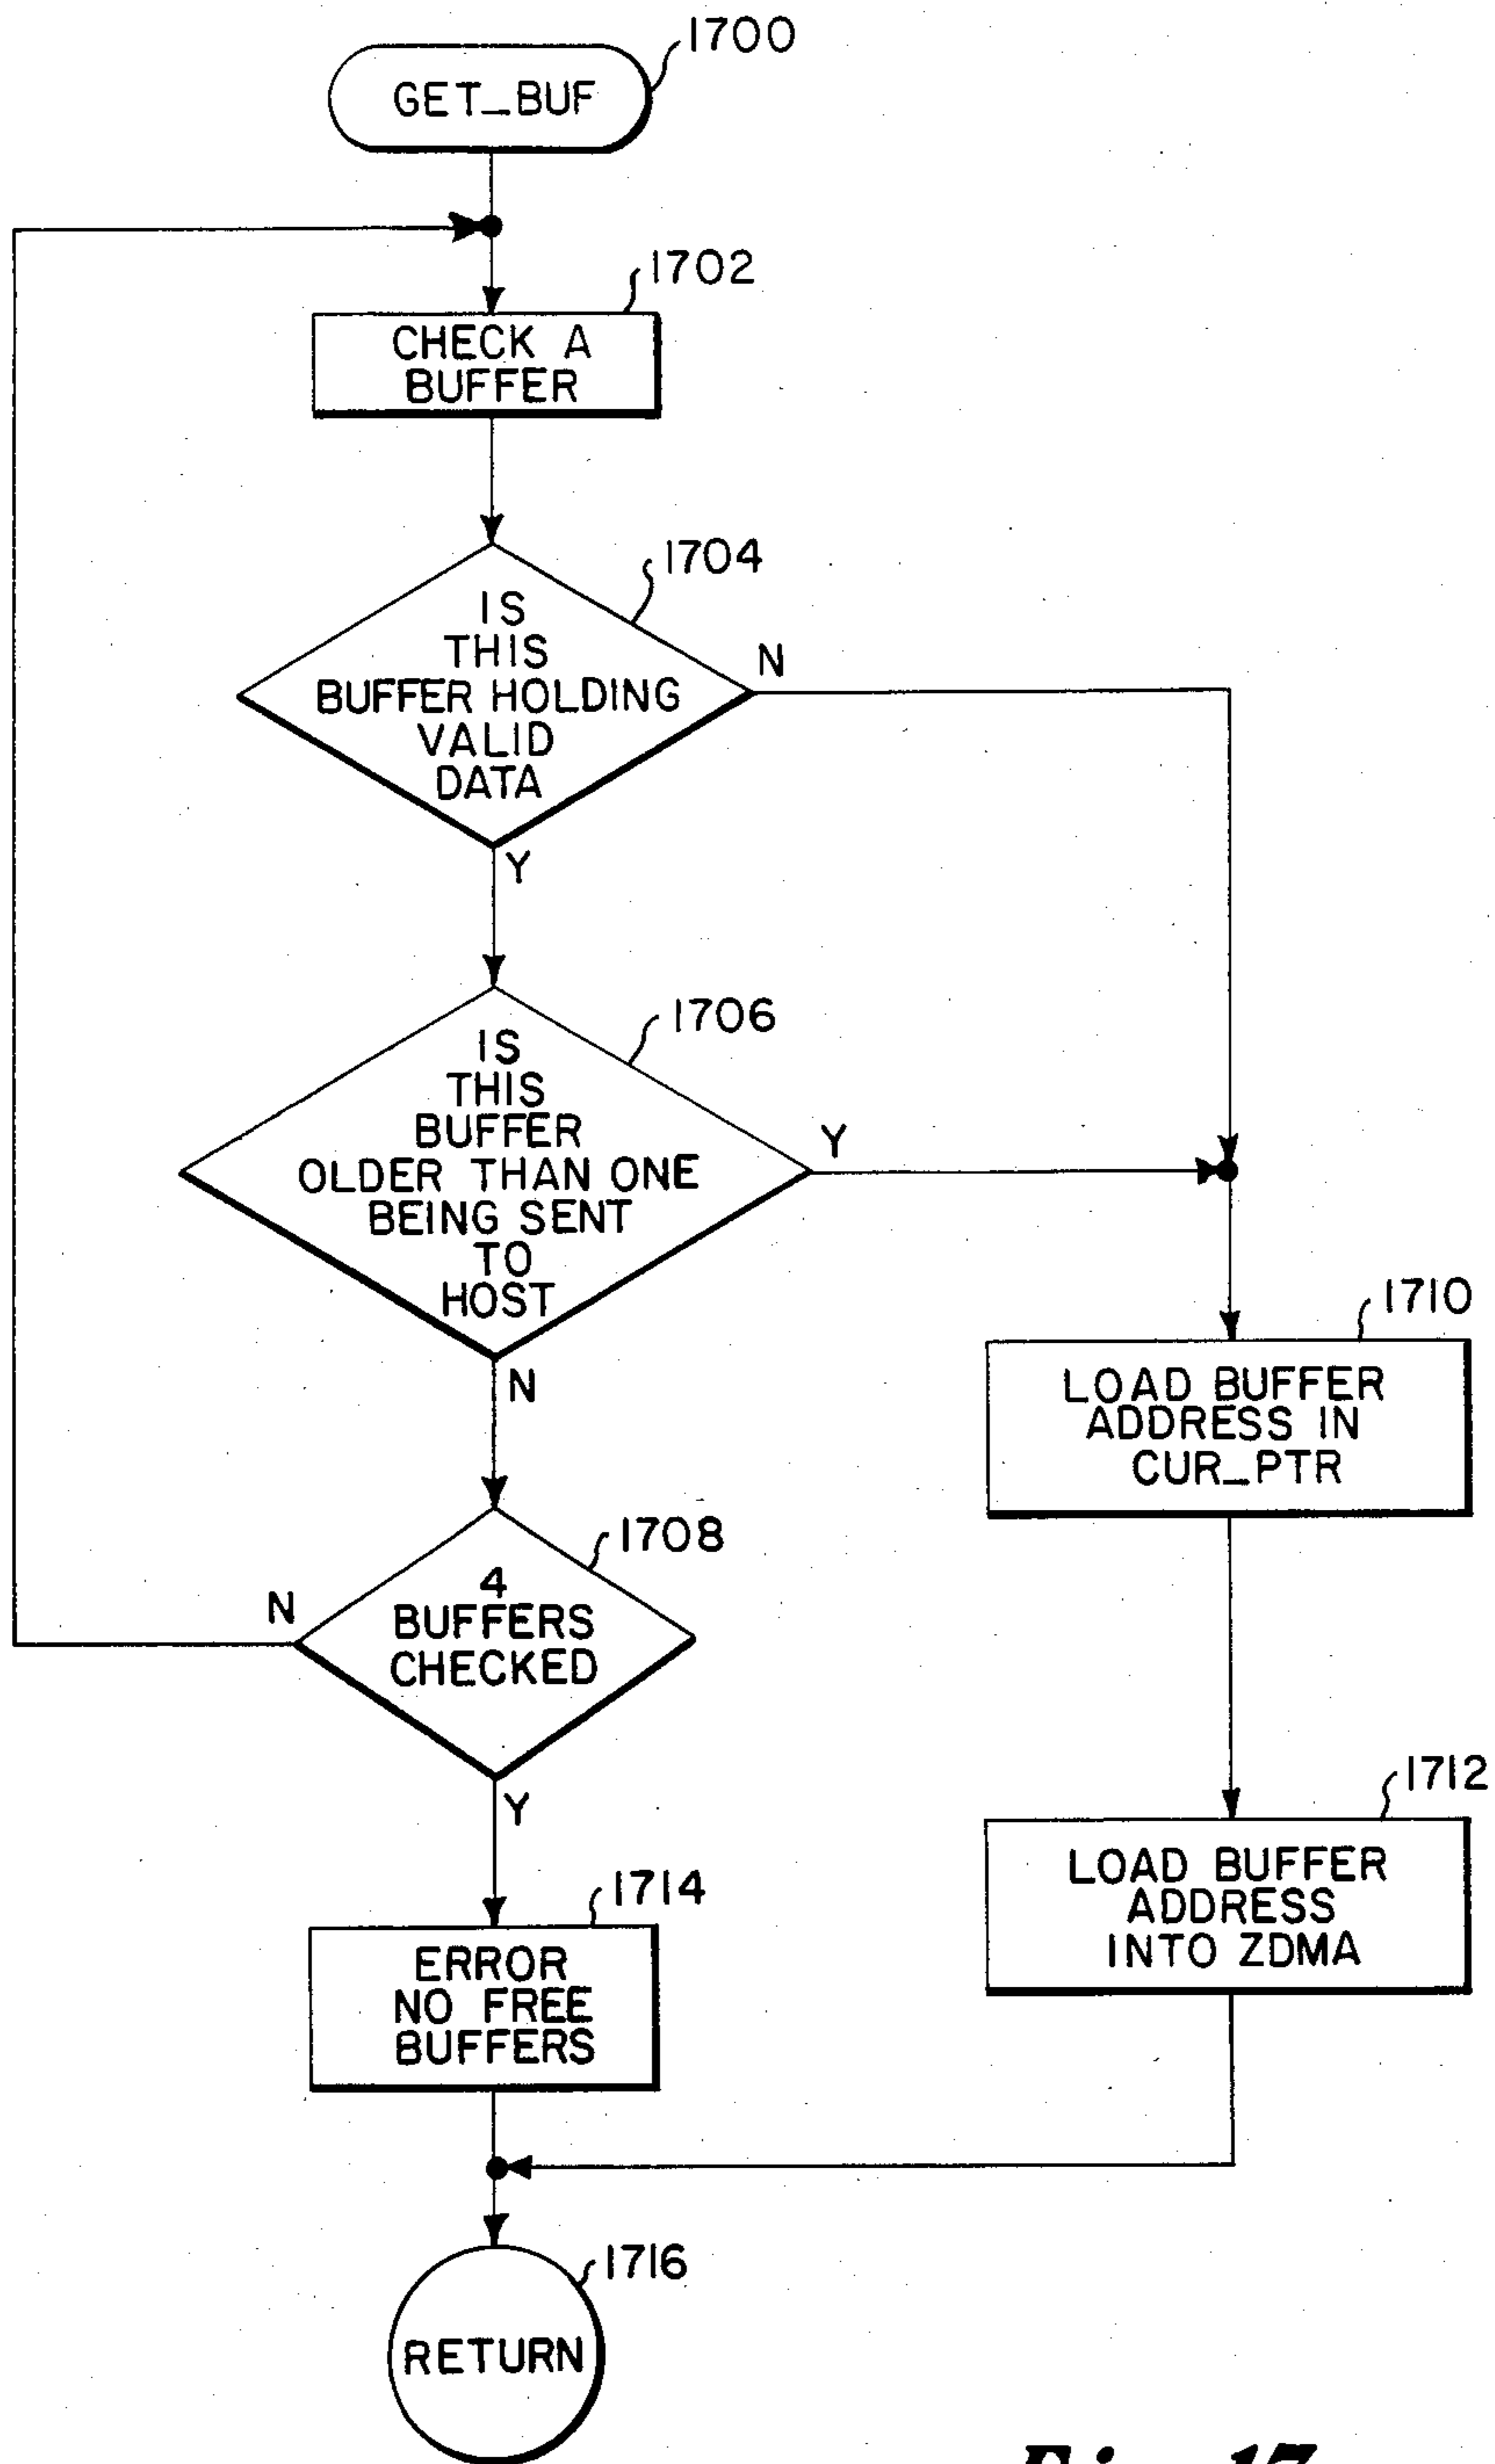 1700
GET_BUF
1702
CHECK A
BUFFER
1704
IS
THIS
BUFFER HOLDING
VALID
DATA
N
Y
1706
IS
THIS
BUFFER
OLDER THAN ONE
BEING SENT
TO
HOST
Y
N
1710
LOAD BUFFER
ADDRESS IN
CUR_PTR
1708
4
BUFFERS
CHECKED
N
Y
1712
LOAD BUFFER
ADDRESS
INTO ZDMA
1714
ERROR
NO FREE
BUFFERS
1716
RETURN